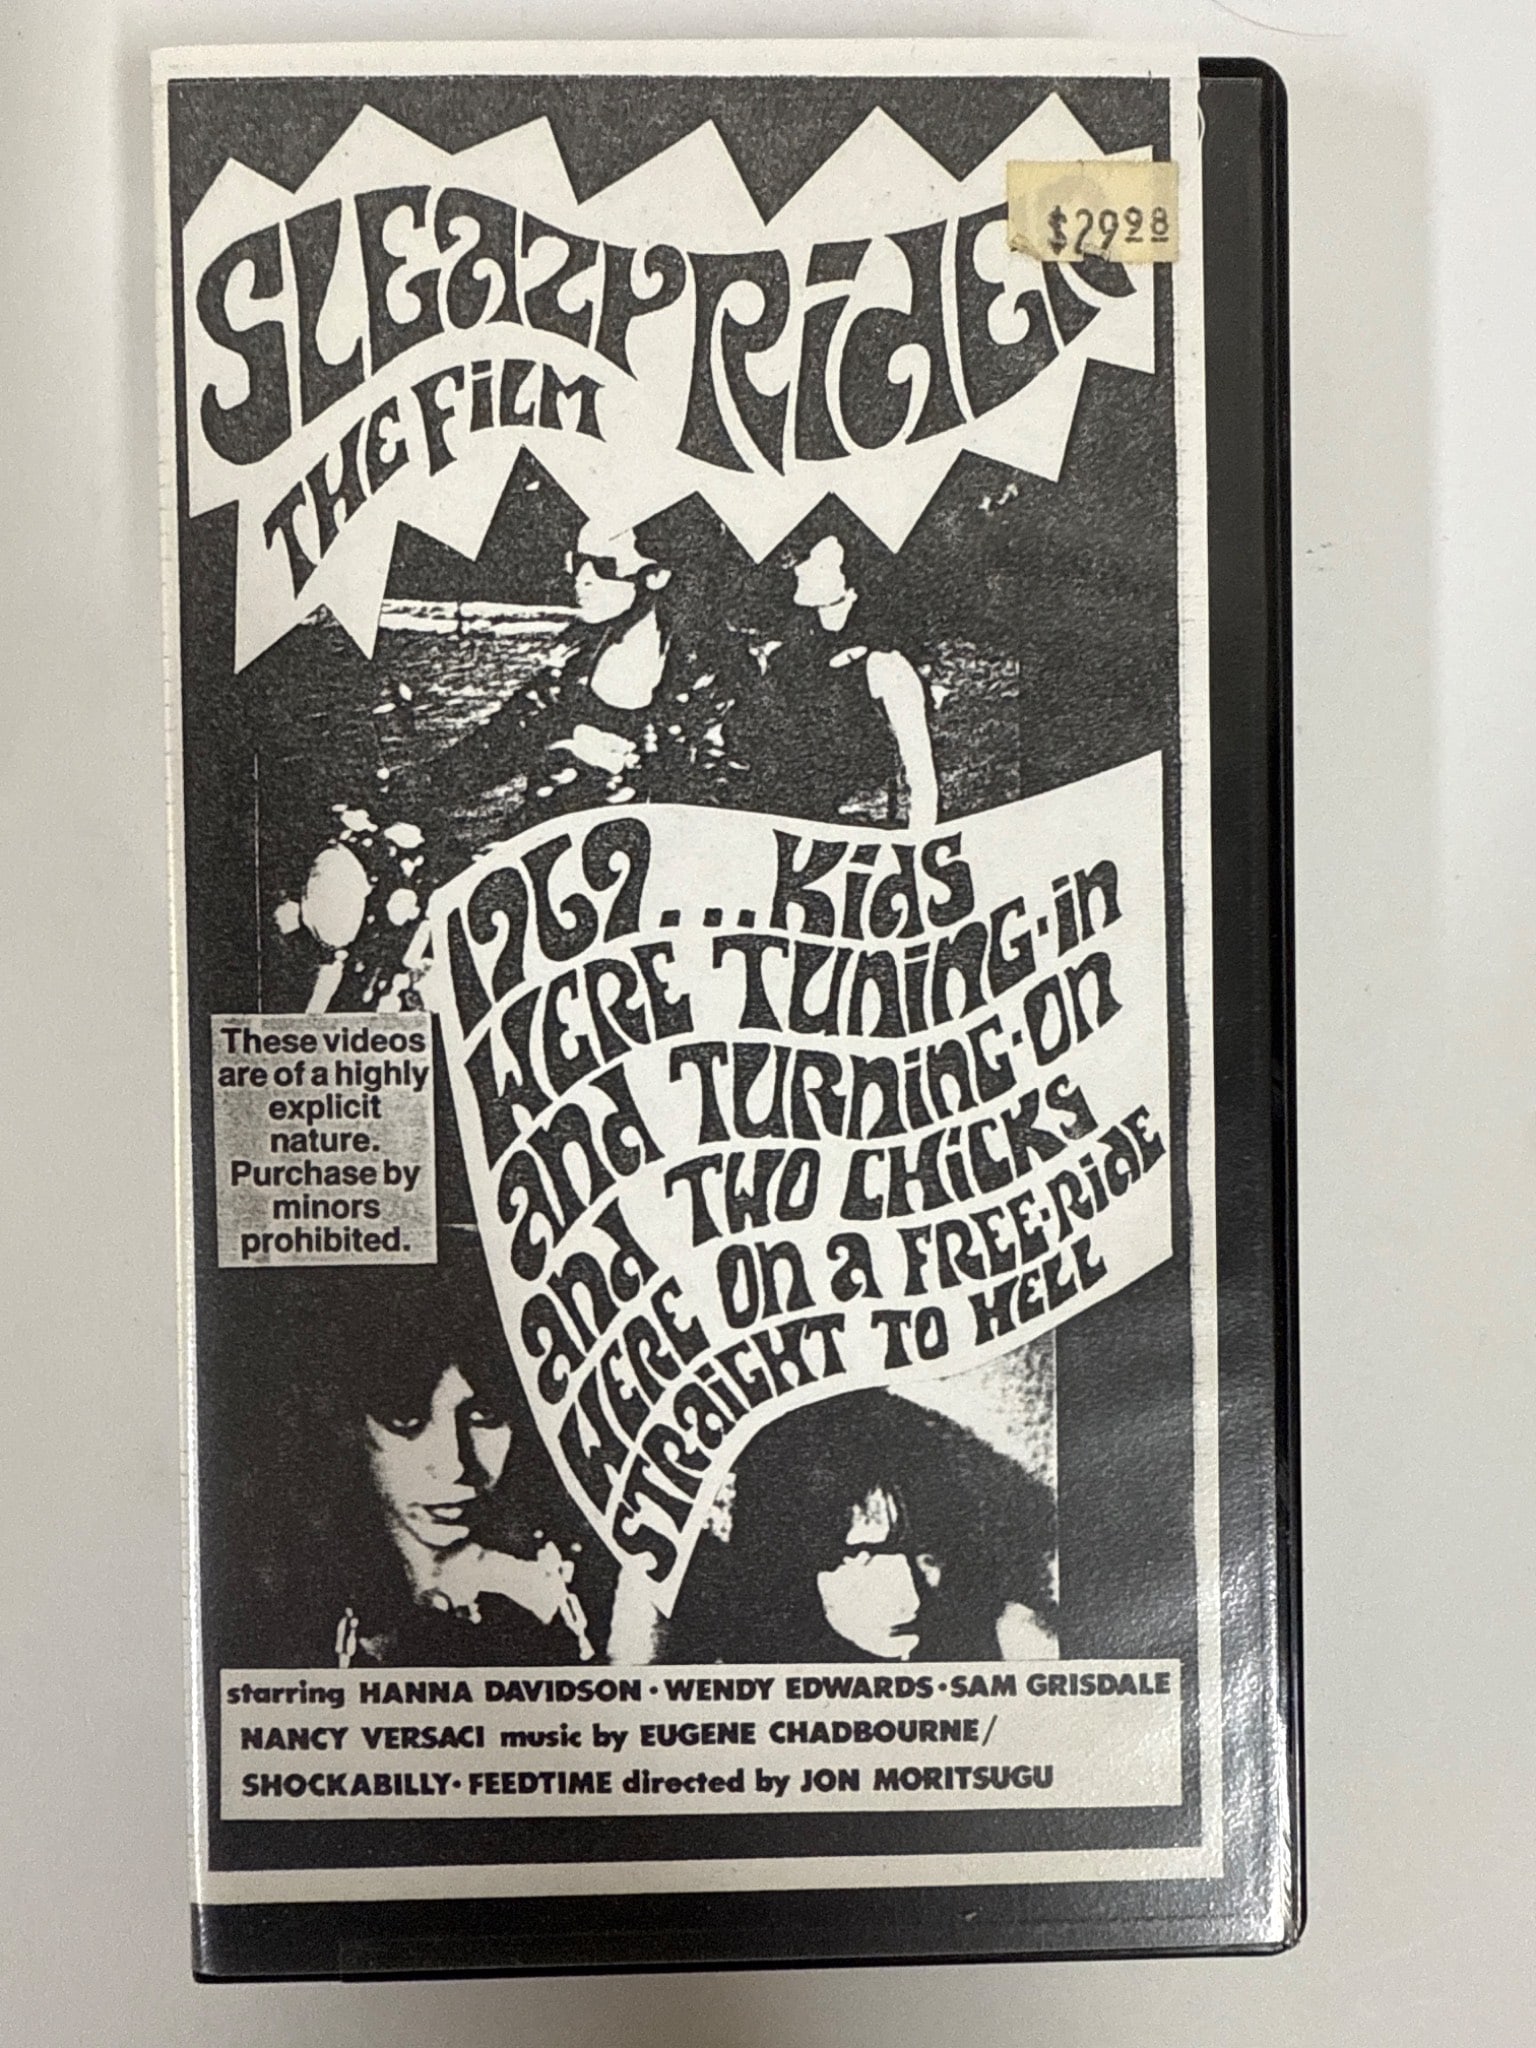 SLEAZY RIDER
$29.98
THE FILM
1969...Kids
WERE TUNING-in
and TURNING-ON
and TWO CHICKS
WERE ON a FREE-RIDE
STRAIGHT TO HELL
These videos
are of a highly
explicit
nature.
Purchase by
minors
prohibited.
starring HANNA DAVIDSON • WENDY EDWARDS • SAM GRISDALE
NANCY VERSACI music by EUGENE CHADBOURNE/
SHOCKABILLY • FEEDTIME directed by JON MORITSUGU